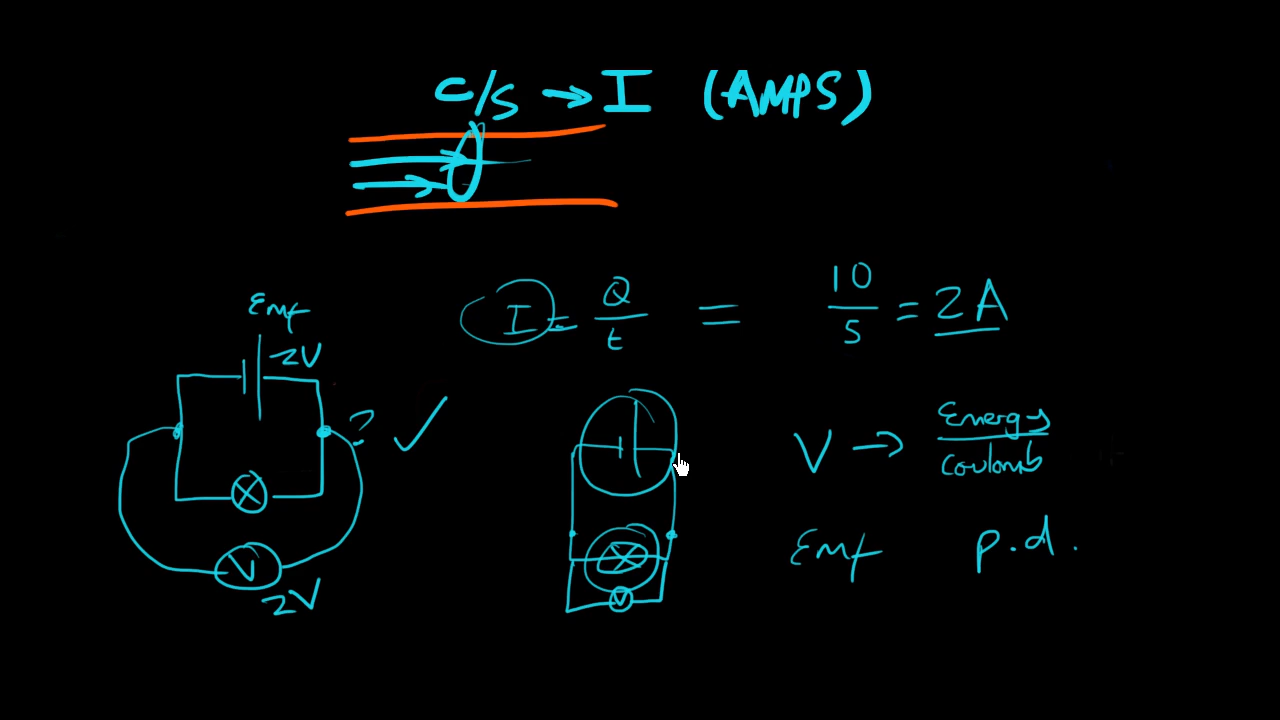 C/S → I (AMPS)
I = Q/t = 10/5 = 2A
Emf
2V
?
V
2V
V
V → Energy/Coulomb
Emf p.d.